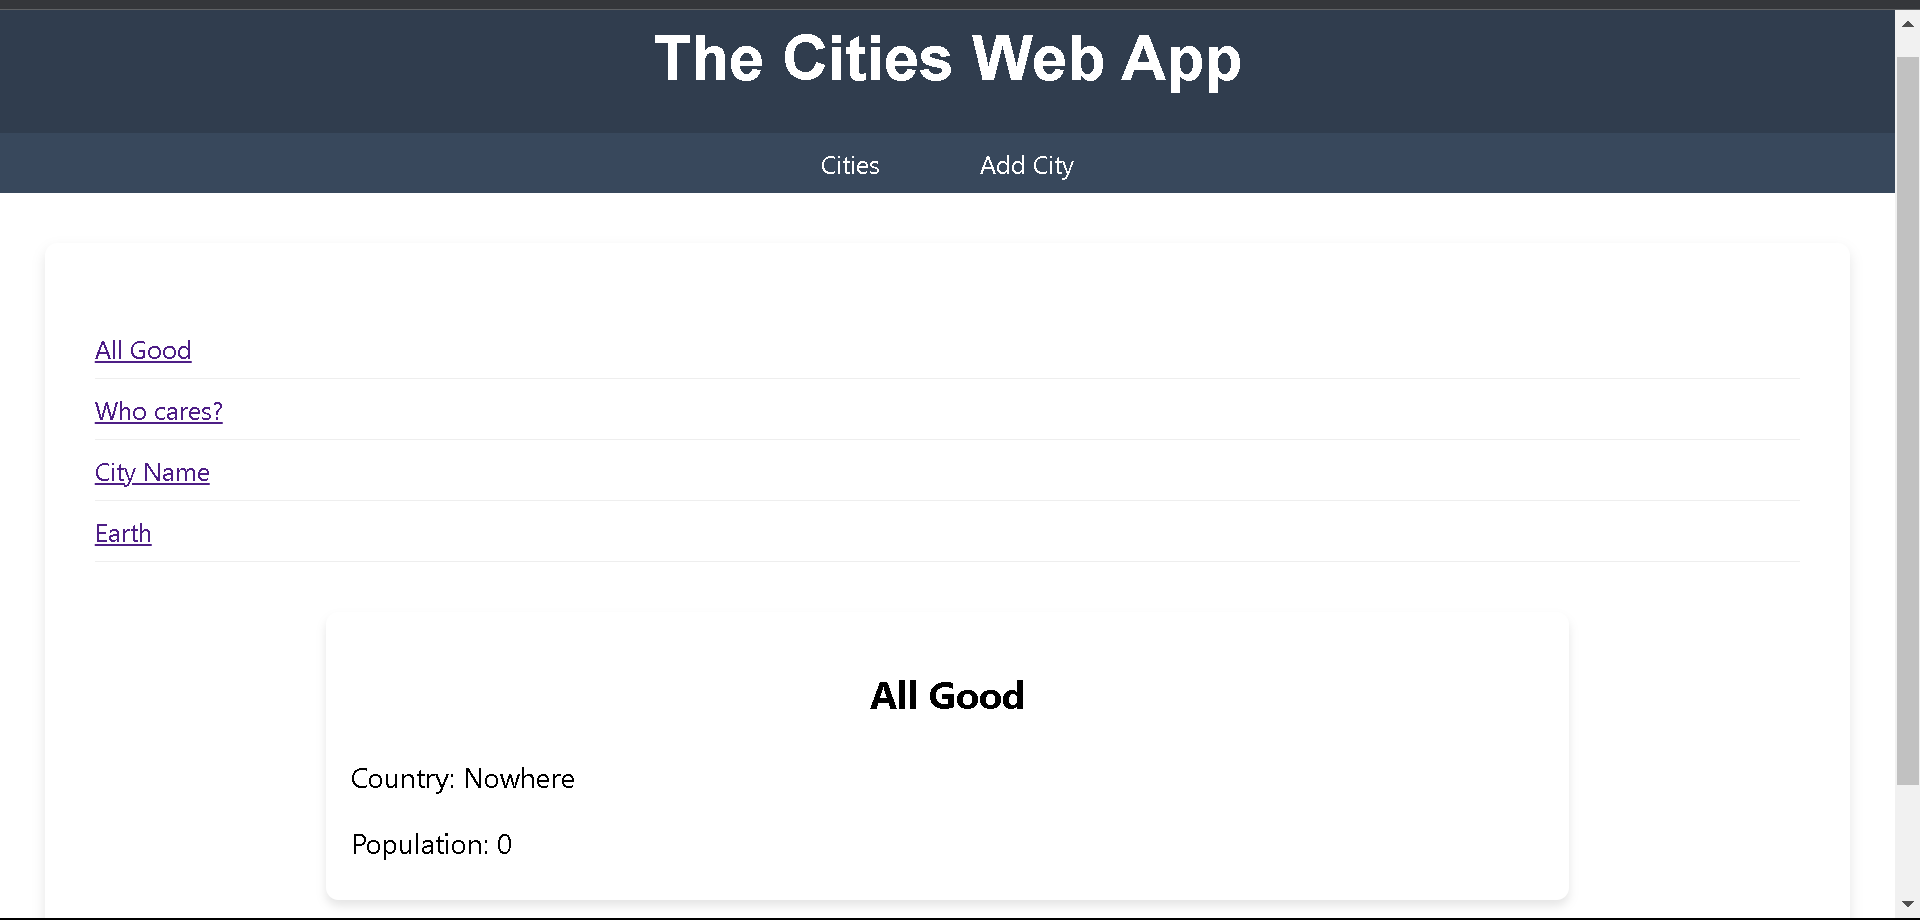 The Cities Web App
Cities Add City
All Good
Who cares?
City Name
Earth
All Good
Country: Nowhere
Population: 0